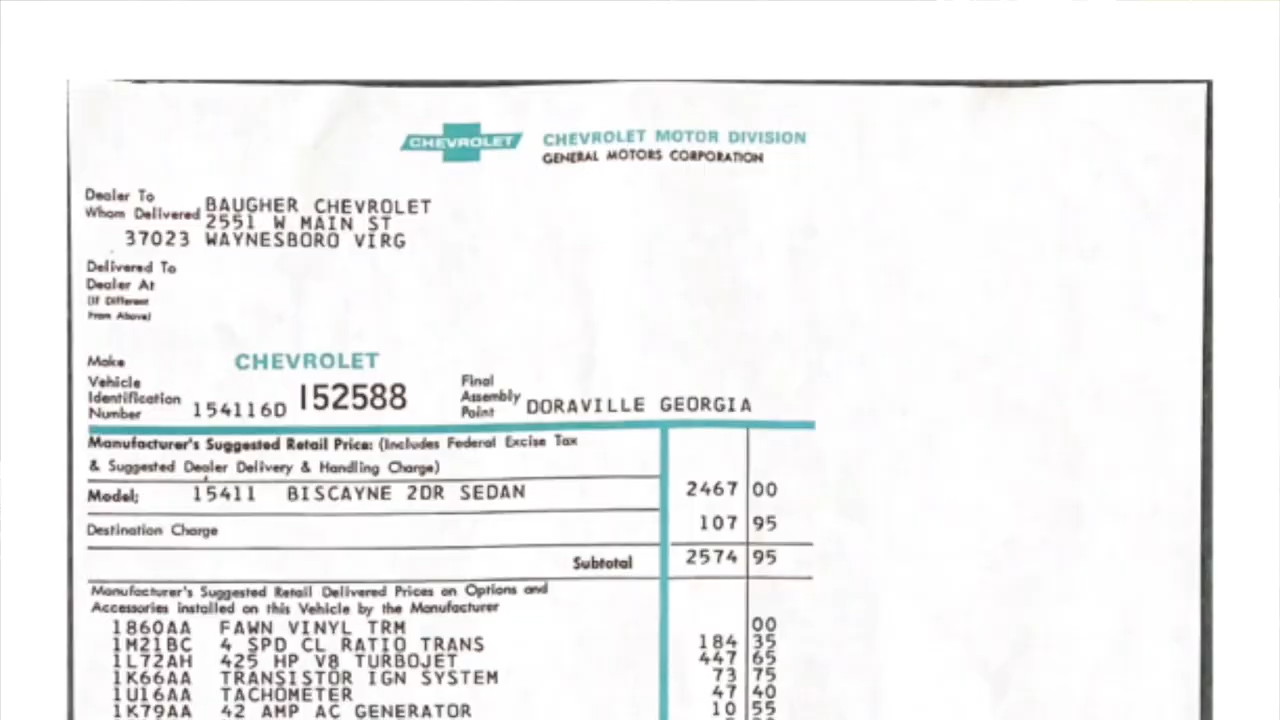 CHEVROLET
CHEVROLET MOTOR DIVISION
GENERAL MOTORS CORPORATION
Dealer To
Whom Delivered
BAUGHER CHEVROLET
2551 W MAIN ST
37023 WAYNESBORO VIRG
Delivered To
Dealer At
(If Different
From Above)
Make CHEVROLET
Vehicle
Identification
Number 154116D 152588
Final
Assembly
Point DORAVILLE GEORGIA
Manufacturer's Suggested Retail Price: (Includes Federal Excise Tax
& Suggested Dealer Delivery & Handling Charge)
Model; 15411 BISCAYNE 2DR SEDAN 2467 00
Destination Charge 107 95
Subtotal 2574 95
Manufacturer's Suggested Retail Delivered Prices on Options and
Accessories installed on this Vehicle by the Manufacturer
1860AA FAWN VINYL TRM 00
1M21BC 4 SPD CL RATIO TRANS 184 35
1L72AH 425 HP V8 TURBOJET 447 65
1K66AA TRANSISTOR IGN SYSTEM 73 75
1U16AA TACHOMETER 47 40
1K79AA 42 AMP AC GENERATOR 10 55